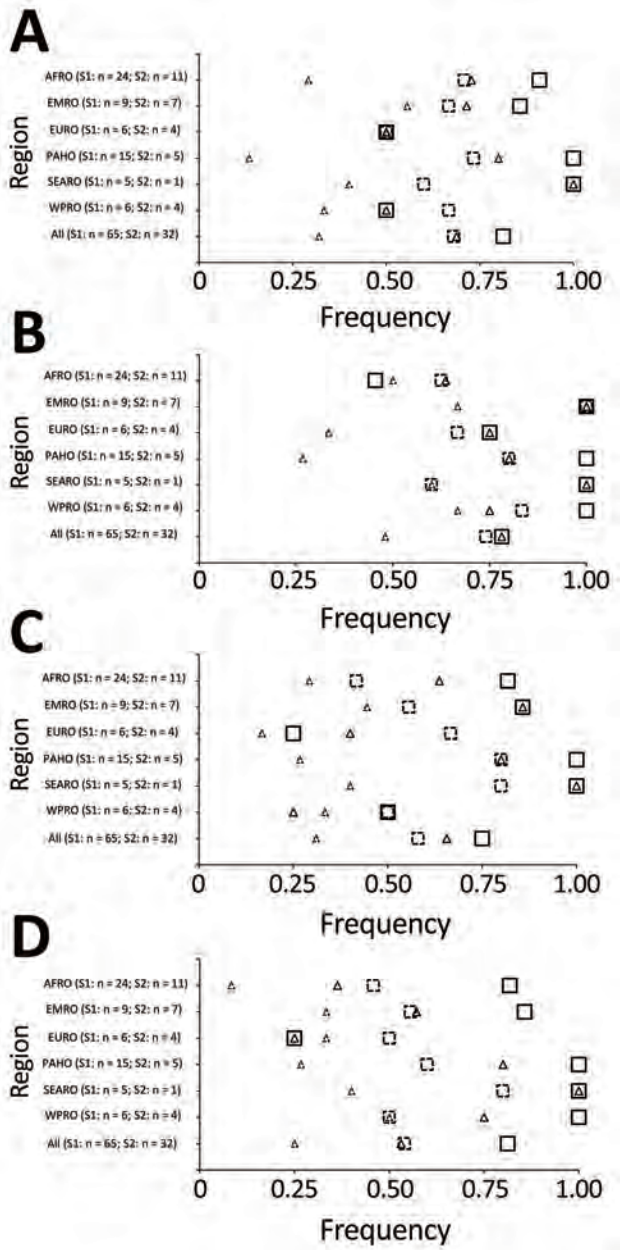 A
Region
AFRO (S1: n = 24; S2: n = 11)
EMRO (S1: n = 9; S2: n = 7)
EURO (S1: n = 6; S2: n = 4)
PAHO (S1: n = 15; S2: n = 5)
SEARO (S1: n = 5; S2: n = 1)
WPRO (S1: n = 6; S2: n = 4)
All (S1: n = 65; S2: n = 32)
0 0.25 0.50 0.75 1.00
Frequency
B
Region
AFRO (S1: n = 24; S2: n = 11)
EMRO (S1: n = 9; S2: n = 7)
EURO (S1: n = 6; S2: n = 4)
PAHO (S1: n = 15; S2: n = 5)
SEARO (S1: n = 5; S2: n = 1)
WPRO (S1: n = 6; S2: n = 4)
All (S1: n = 65; S2: n = 32)
0 0.25 0.50 0.75 1.00
Frequency
C
Region
AFRO (S1: n = 24; S2: n = 11)
EMRO (S1: n = 9; S2: n = 7)
EURO (S1: n = 6; S2: n = 4)
PAHO (S1: n = 15; S2: n = 5)
SEARO (S1: n = 5; S2: n = 1)
WPRO (S1: n = 6; S2: n = 4)
All (S1: n = 65; S2: n = 32)
0 0.25 0.50 0.75 1.00
Frequency
D
Region
AFRO (S1: n = 24; S2: n = 11)
EMRO (S1: n = 9; S2: n = 7)
EURO (S1: n = 6; S2: n = 4)
PAHO (S1: n = 15; S2: n = 5)
SEARO (S1: n = 5; S2: n = 1)
WPRO (S1: n = 6; S2: n = 4)
All (S1: n = 65; S2: n = 32)
0 0.25 0.50 0.75 1.00
Frequency